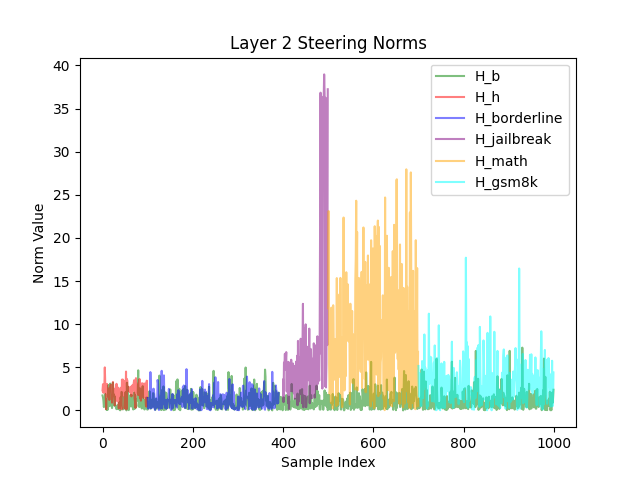 Layer 2 Steering Norms
40
35
30
25
20
15
10
5
0
Norm Value
H_b
H_h
H_borderline
H_jailbreak
H_math
H_gsm8k
0 200 400 600 800 1000
Sample Index